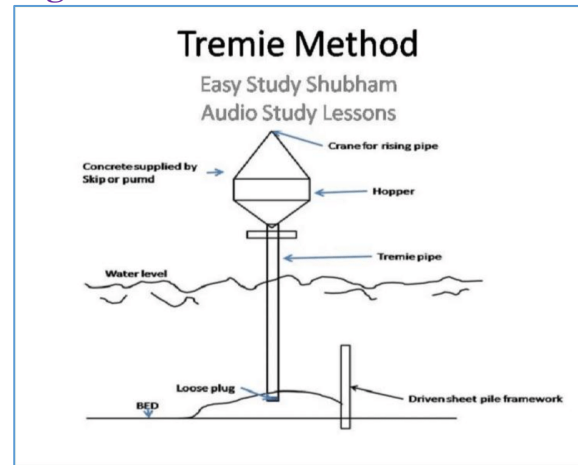 Tremie Method
Easy Study Shubham
Audio Study Lessons
Crane for rising pipe
Concrete supplied by
Skip or pumd
Hopper
Tremie pipe
Water level
Loose plug
BED
Driven sheet pile framework